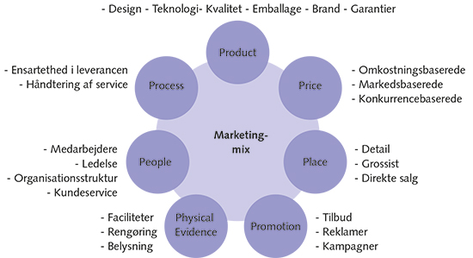 - Design - Teknologi- Kvalitet - Emballage - Brand - Garantier
Product
- Ensartethed i leverancen
- Håndtering af service
Process
Price
- Omkostningsbaserede
- Markedsbaserede
- Konkurrencebaserede
Marketing-
mix
- Medarbejdere
- Ledelse
- Organisationsstruktur
- Kundeservice
People
Place
- Detail
- Grossist
- Direkte salg
- Faciliteter
- Rengøring
- Belysning
Physical
Evidence
Promotion
- Tilbud
- Reklamer
- Kampagner